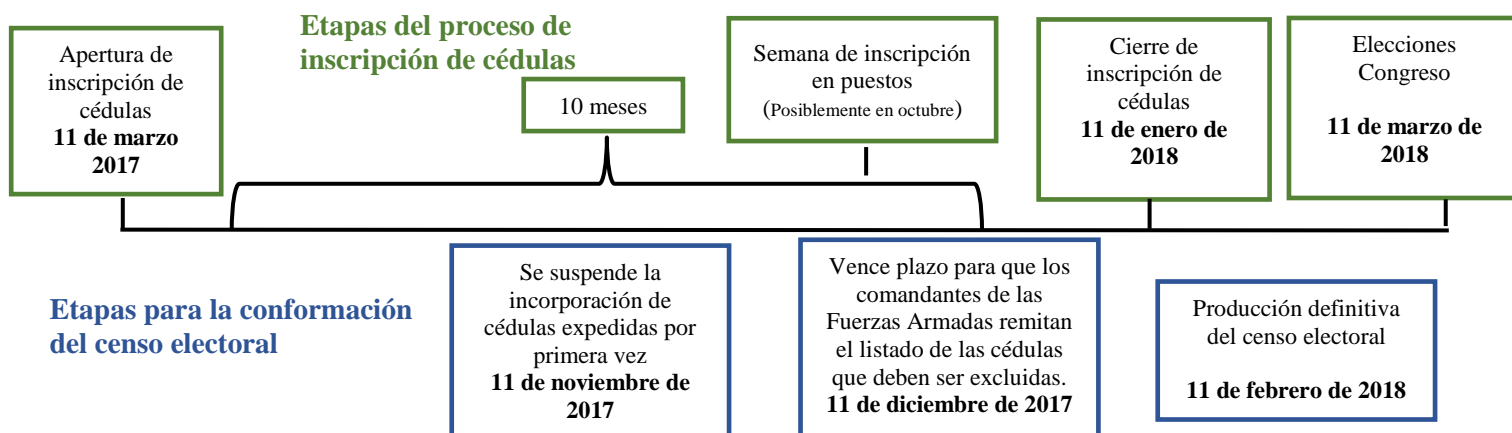 Etapas del proceso de
inscripción de cédulas
Apertura de
inscripción de
cédulas
11 de marzo
2017
10 meses
Semana de inscripción
en puestos
(Posiblemente en octubre)
Cierre de
inscripción de
cédulas
11 de enero de
2018
Elecciones
Congreso
11 de marzo de
2018
Etapas para la conformación
del censo electoral
Se suspende la
incorporación de
cédulas expedidas por
primera vez
11 de noviembre de
2017
Vence plazo para que los
comandantes de las
Fuerzas Armadas remitan
el listado de las cédulas
que deben ser excluidas.
11 de diciembre de 2017
Producción definitiva
del censo electoral
11 de febrero de 2018